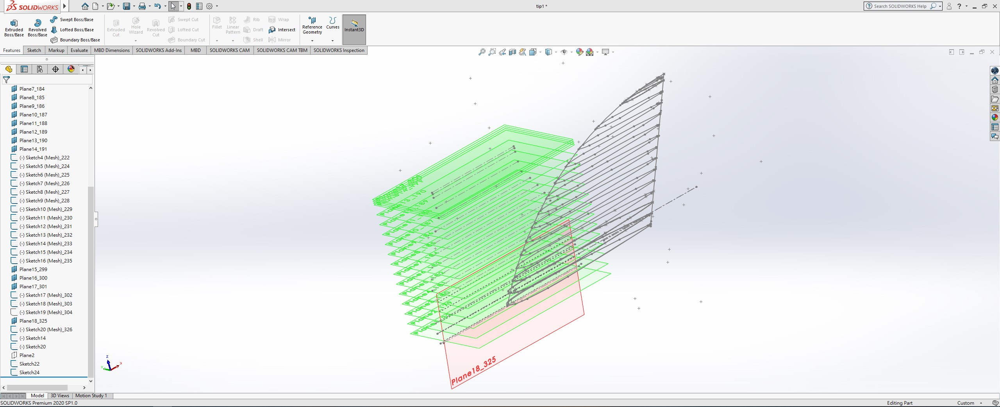 SOLIDWORKS
tip1 *
Search SOLIDWORKS Help
Extruded Boss/Base
Revolved Boss/Base
Swept Boss/Base
Lofted Boss/Base
Boundary Boss/Base
Extruded Cut
Hole Wizard
Revolved Cut
Swept Cut
Lofted Cut
Boundary Cut
Fillet
Linear Pattern
Rib
Draft
Shell
Wrap
Intersect
Mirror
Reference Geometry
Curves
Instant3D
Features
Sketch
Markup
Evaluate
MBD Dimensions
SOLIDWORKS Add-Ins
MBD
SOLIDWORKS CAM
SOLIDWORKS CAM TBM
SOLIDWORKS Inspection
Plane7_184
Plane8_185
Plane9_186
Plane10_187
Plane11_188
Plane12_189
Plane13_190
Plane14_191
(-) Sketch4 (Mesh)_222
(-) Sketch5 (Mesh)_224
(-) Sketch6 (Mesh)_225
(-) Sketch7 (Mesh)_226
(-) Sketch8 (Mesh)_227
(-) Sketch9 (Mesh)_228
(-) Sketch10 (Mesh)_229
(-) Sketch11 (Mesh)_230
(-) Sketch12 (Mesh)_231
(-) Sketch13 (Mesh)_232
(-) Sketch14 (Mesh)_233
(-) Sketch15 (Mesh)_234
(-) Sketch16 (Mesh)_235
Plane15_299
Plane16_300
Plane17_301
(-) Sketch17 (Mesh)_302
(-) Sketch18 (Mesh)_303
(-) Sketch19 (Mesh)_304
Plane18_325
(-) Sketch20 (Mesh)_326
(-) Sketch14
(-) Sketch20
Plane2
Sketch22
Sketch24
Plane18_325
Z
X
Y
Model
3D Views
Motion Study 1
SOLIDWORKS Premium 2020 SP1.0
Editing Part
Custom